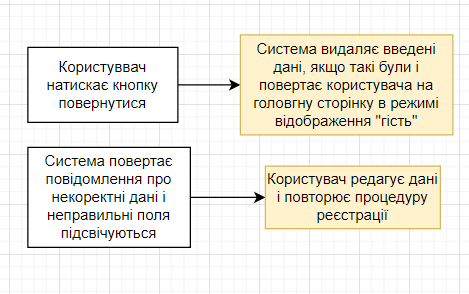 Користуввач
натискає кнопку
повернутися
Система видаляє введені
дані, якщо такі були і
повертає користувача на
головгну сторінку в режимі
відображення "гість"
Система повертає
повідомлення про
некоректні дані і
неправильні поля
підсвічуються
Користувач редагує дані
і повторює процедуру
реєстрації